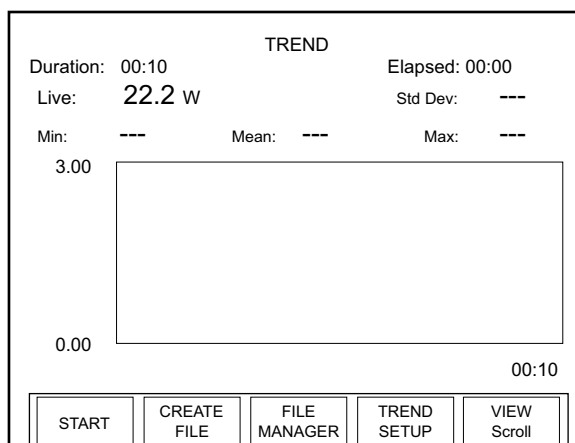 TREND
Duration: 00:10 Elapsed: 00:00
Live: 22.2 W Std Dev: ---
Min: --- Mean: --- Max: ---
3.00
0.00
00:10
START
CREATE
FILE
FILE
MANAGER
TREND
SETUP
VIEW
Scroll